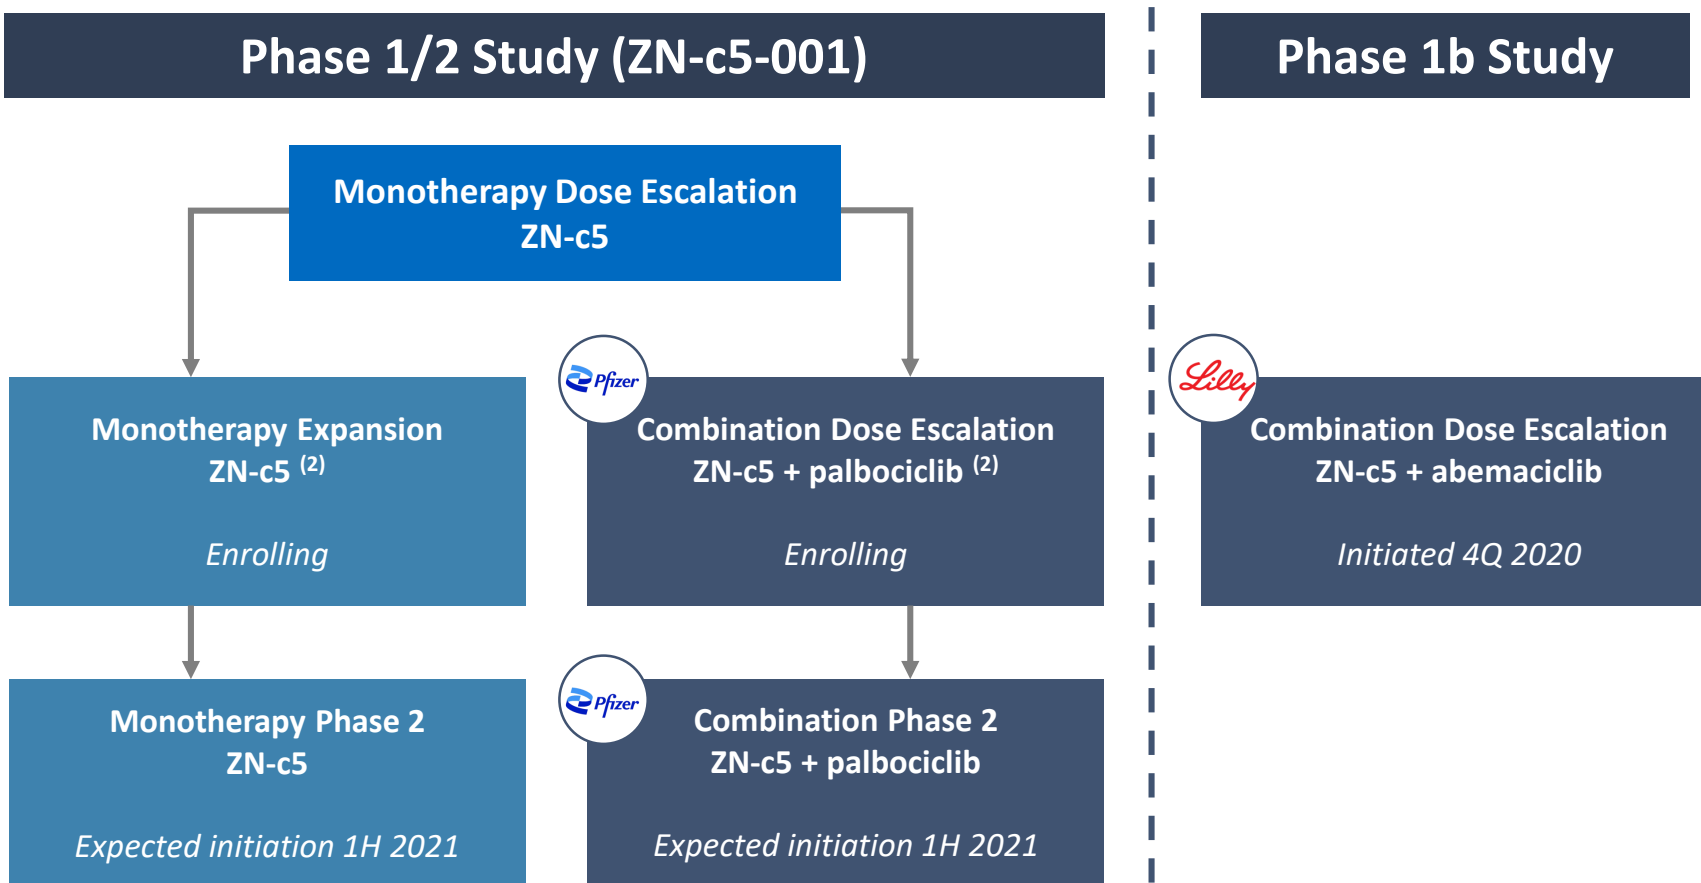 Phase 1/2 Study (ZN-c5-001)
Phase 1b Study
Monotherapy Dose Escalation
ZN-c5
Monotherapy Expansion
ZN-c5 (2)
Enrolling
Pfizer
Combination Dose Escalation
ZN-c5 + palbociclib (2)
Enrolling
Lilly
Combination Dose Escalation
ZN-c5 + abemaciclib
Initiated 4Q 2020
Monotherapy Phase 2
ZN-c5
Expected initiation 1H 2021
Pfizer
Combination Phase 2
ZN-c5 + palbociclib
Expected initiation 1H 2021